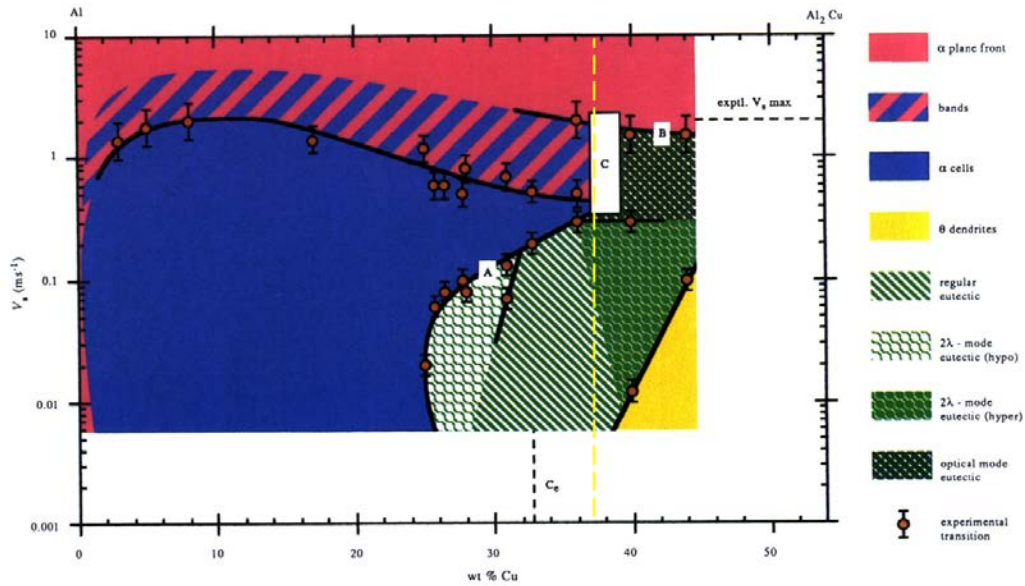 Al
Al₂ Cu
10
1
0.1
0.01
0.001
Vₛ (ms⁻¹)
0
10
20
30
40
50
wt % Cu
A
B
C
Cₑ
exptl. Vₛ max
α plane front
bands
α cells
θ dendrites
regular
eutectic
2λ - mode
eutectic (hypo)
2λ - mode
eutectic (hyper)
optical mode
eutectic
experimental
transition